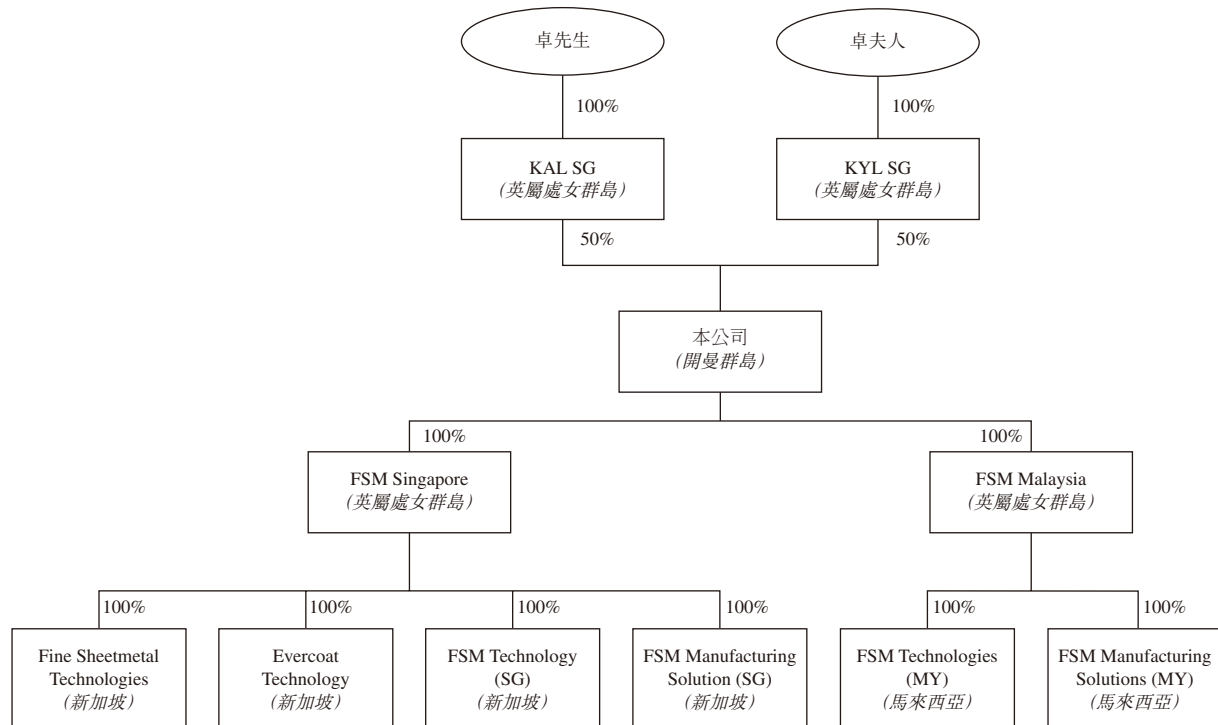 卓先生
卓夫人
100%
100%
KAL SG
(英屬處女群島)
KYL SG
(英屬處女群島)
50%
50%
本公司
(開曼群島)
100%
100%
FSM Singapore
(英屬處女群島)
FSM Malaysia
(英屬處女群島)
100%
100%
100%
100%
100%
100%
Fine Sheetmetal
Technologies
(新加坡)
Evercoat
Technology
(新加坡)
FSM Technology
(SG)
(新加坡)
FSM Manufacturing
Solution (SG)
(新加坡)
FSM Technologies
(MY)
(馬來西亞)
FSM Manufacturing
Solutions (MY)
(馬來西亞)